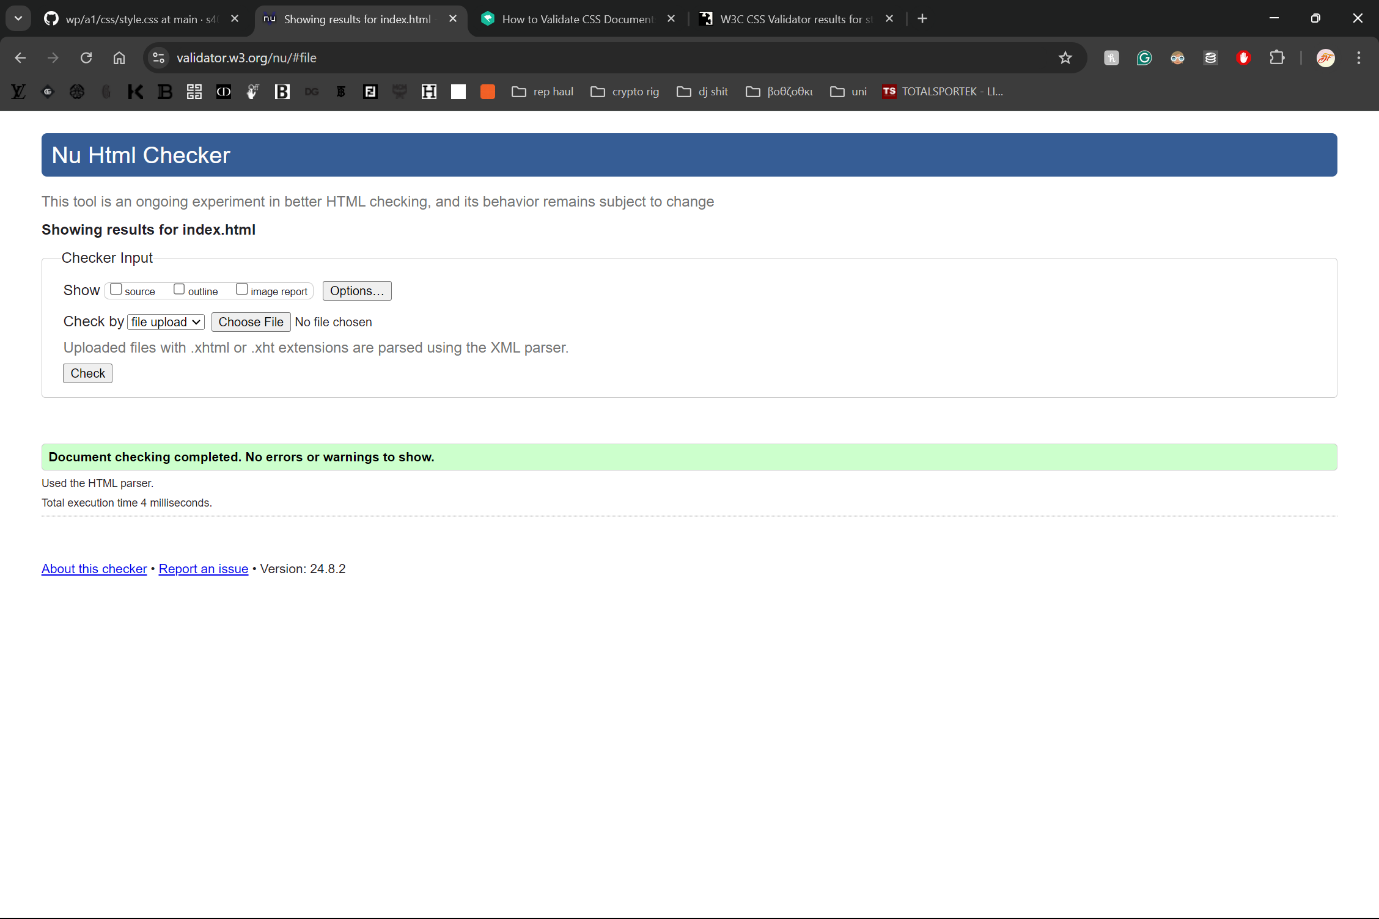 wp/a1/css/style.css at main · s4
Showing results for index.html
How to Validate CSS Document
W3C CSS Validator results for st
validator.w3.org/nu/#file
rep haul
crypto rig
dj shit
βοθζοθκι
uni
TS TOTALSPORTEK - LI...
Nu Html Checker
This tool is an ongoing experiment in better HTML checking, and its behavior remains subject to change
Showing results for index.html
Checker Input
Show source outline image report Options...
Check by file upload Choose File No file chosen
Uploaded files with .xhtml or .xht extensions are parsed using the XML parser.
Check
Document checking completed. No errors or warnings to show.
Used the HTML parser.
Total execution time 4 milliseconds.
About this checker • Report an issue • Version: 24.8.2